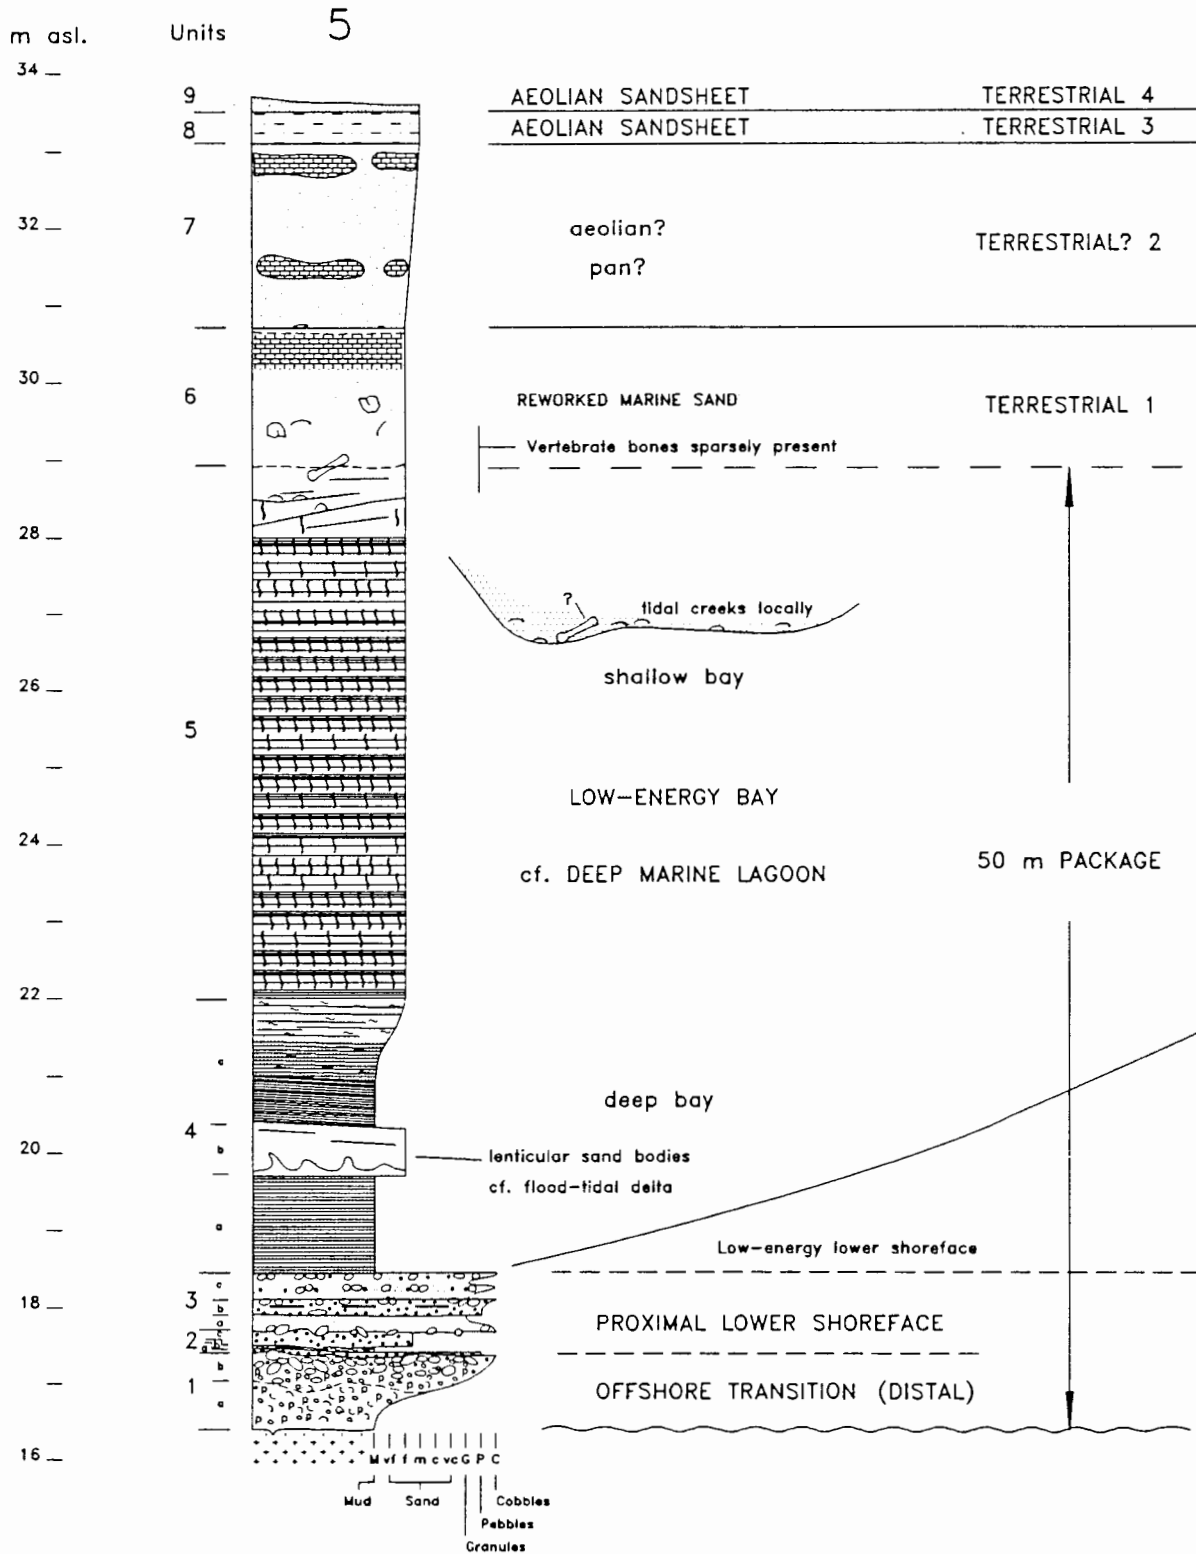 m asl. Units 5
34
9 AEOLIAN SANDSHEET TERRESTRIAL 4
8 AEOLIAN SANDSHEET TERRESTRIAL 3
32 7 aeolian? TERRESTRIAL? 2
pan?
30 6 REWORKED MARINE SAND TERRESTRIAL 1
Vertebrate bones sparsely present
28
? tidal creeks locally
26 shallow bay
5
LOW-ENERGY BAY
24
cf. DEEP MARINE LAGOON 50 m PACKAGE
22
c
deep bay
4
20 b lenticular sand bodies
cf. flood-tidal delta
a
Low-energy lower shoreface
c
18 3 b PROXIMAL LOWER SHOREFACE
a
2
b
1 OFFSHORE TRANSITION (DISTAL)
a
16 M vf f m c vc G P C
Mud Sand Cobbles
Pebbles
Granules